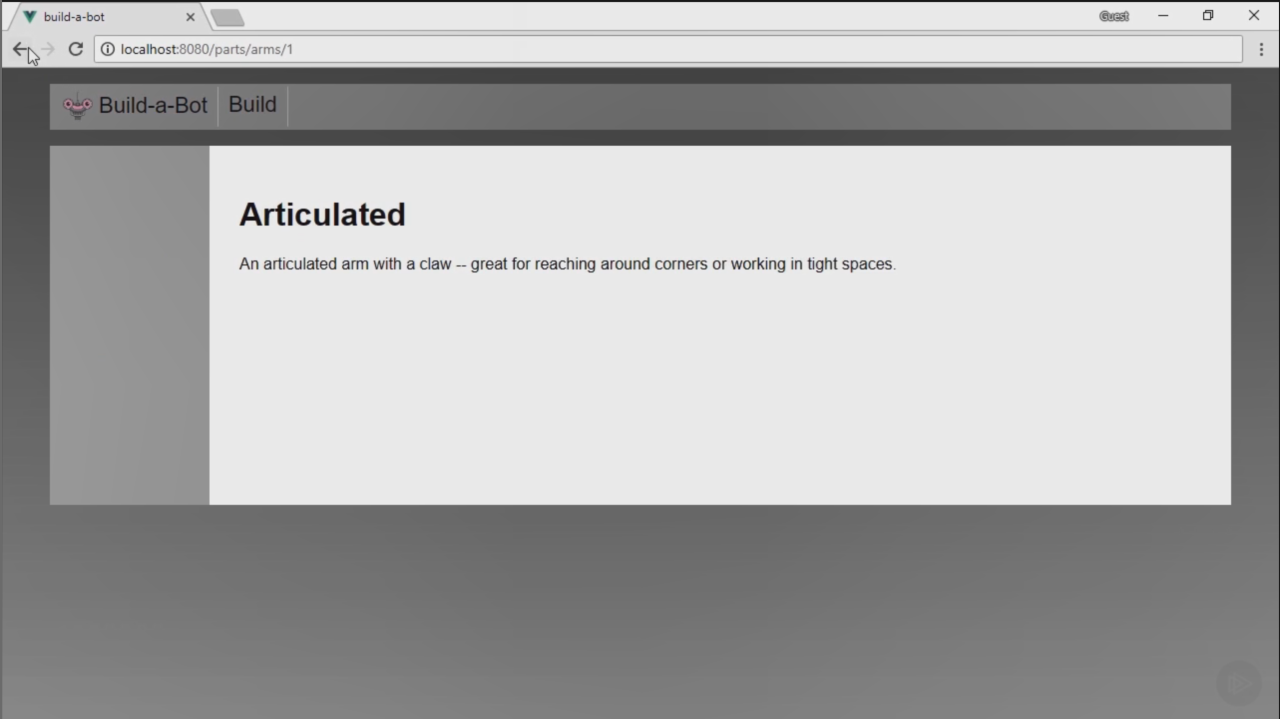 build-a-bot
Guest
localhost:8080/parts/arms/1
Build-a-Bot
Build
Articulated
An articulated arm with a claw -- great for reaching around corners or working in tight spaces.